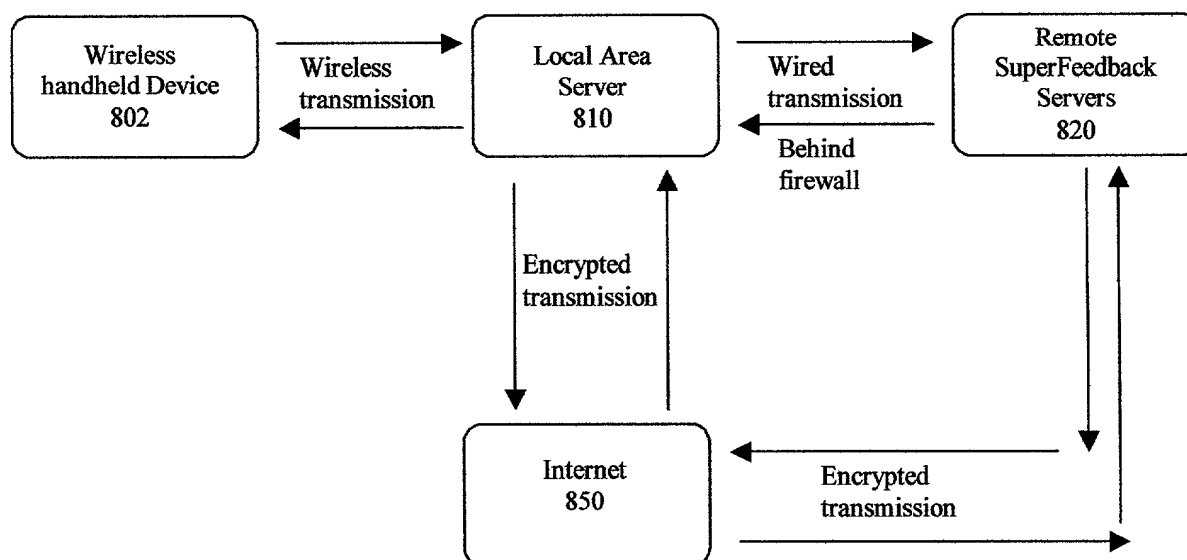 Wireless
handheld Device
802
Wireless
transmission
Local Area
Server
810
Wired
transmission
Behind
firewall
Remote
SuperFeedback
Servers
820
Encrypted
transmission
Internet
850
Encrypted
transmission